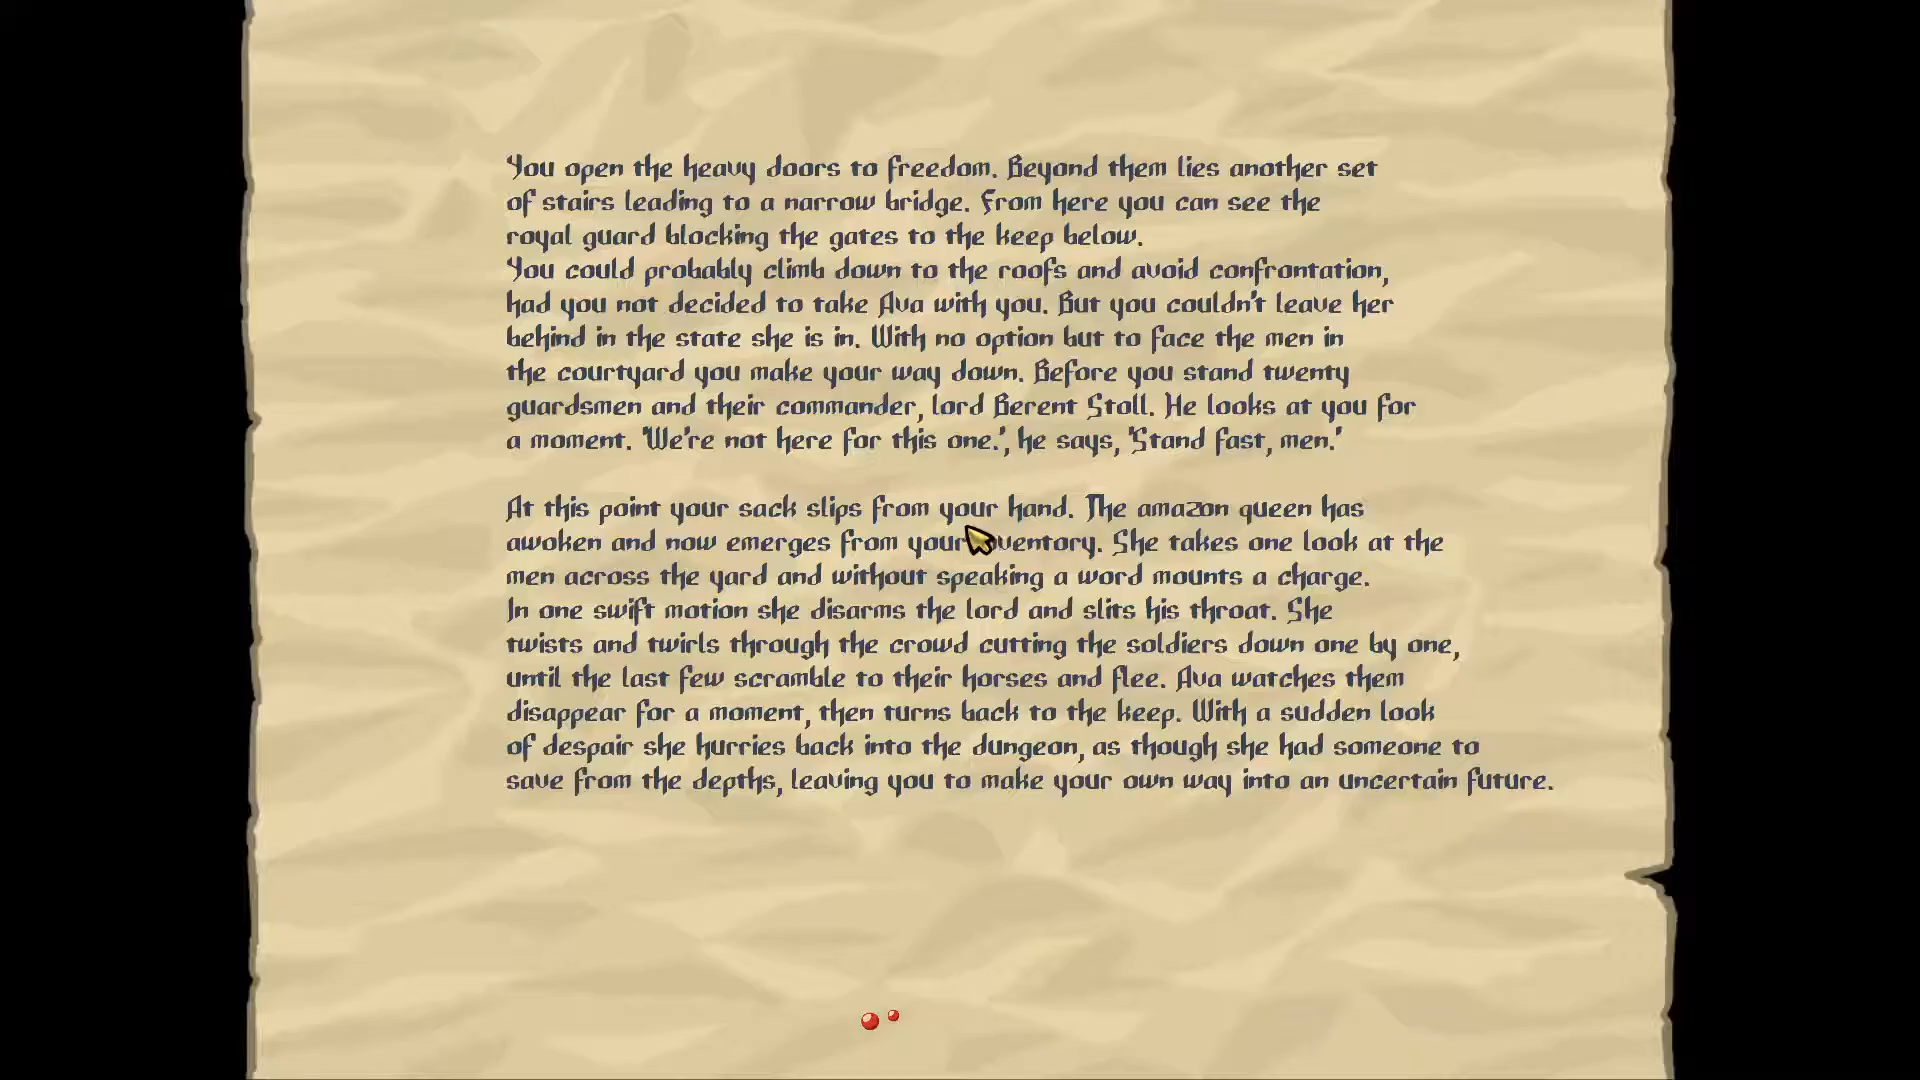 You open the heavy doors to freedom. Beyond them lies another set
of stairs leading to a narrow bridge. From here you can see the
royal guard blocking the gates to the keep below.
You could probably climb down to the roofs and avoid confrontation,
had you not decided to take Ava with you. But you couldn't leave her
behind in the state she is in. With no option but to face the men in
the courtyard you make your way down. Before you stand twenty
guardsmen and their commander, lord Berent Stoll. He looks at you for
a moment. 'We're not here for this one.', he says, 'Stand fast, men.'
At this point your sack slips from your hand. The amazon queen has
awoken and now emerges from your inventory. She takes one look at the
men across the yard and without speaking a word mounts a charge.
In one swift motion she disarms the lord and slits his throat. She
twists and twirls through the crowd cutting the soldiers down one by one,
until the last few scramble to their horses and flee. Ava watches them
disappear for a moment, then turns back to the keep. With a sudden look
of despair she hurries back into the dungeon, as though she had someone to
save from the depths, leaving you to make your own way into an uncertain future.